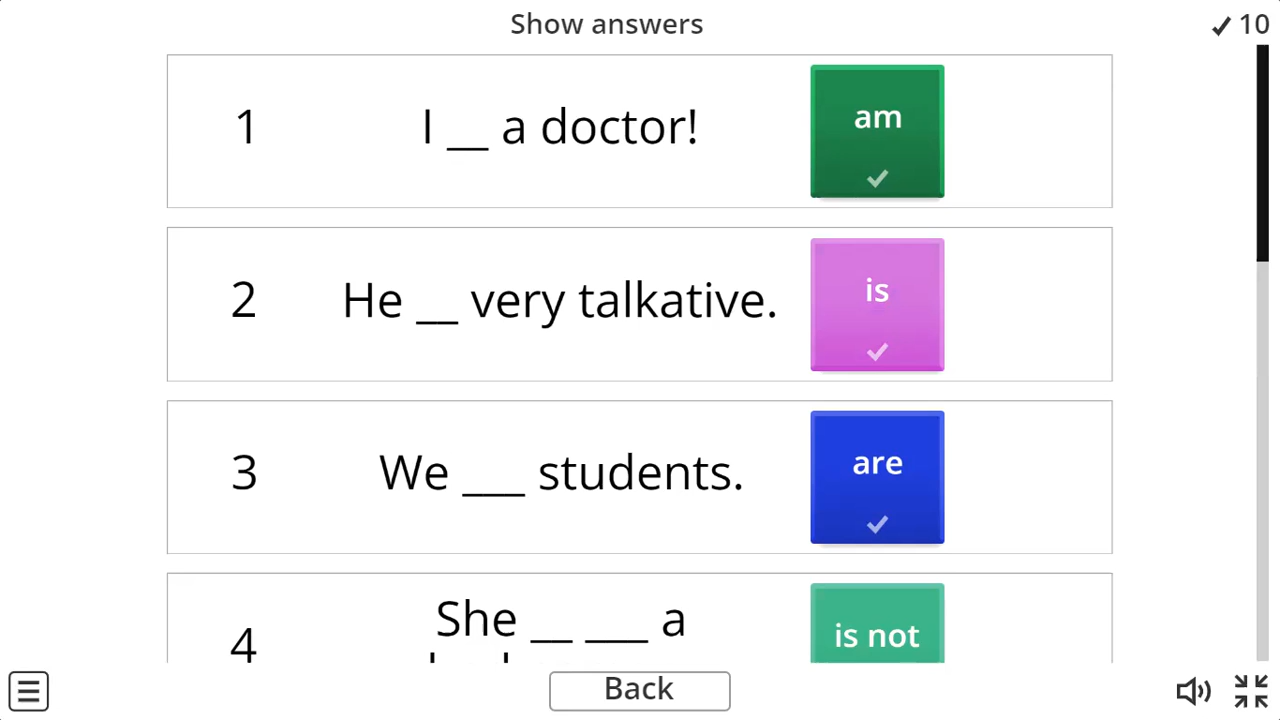 Show answers
10
1
I __ a doctor!
am
2
He __ very talkative.
is
3
We ___ students.
are
4
She __ ___ a
is not
Back